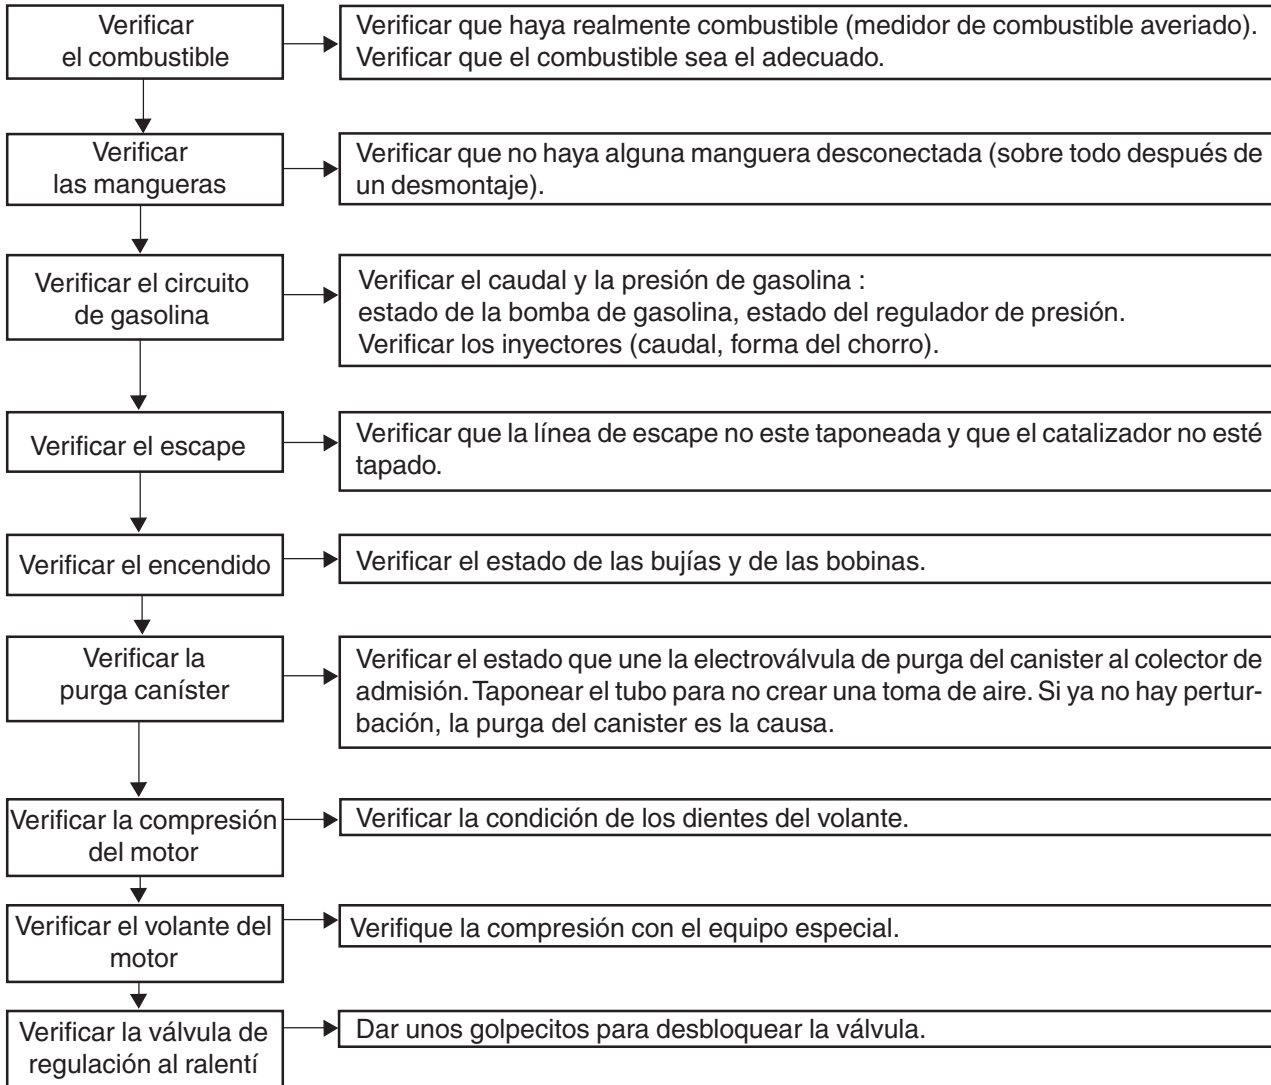 Verificar
el combustible
Verificar que haya realmente combustible (medidor de combustible averiado).
Verificar que el combustible sea el adecuado.
Verificar
las mangueras
Verificar que no haya alguna manguera desconectada (sobre todo después de
un desmontaje).
Verificar el circuito
de gasolina
Verificar el caudal y la presión de gasolina :
estado de la bomba de gasolina, estado del regulador de presión.
Verificar los inyectores (caudal, forma del chorro).
Verificar el escape
Verificar que la línea de escape no este taponeada y que el catalizador no esté
tapado.
Verificar el encendido
Verificar el estado de las bujías y de las bobinas.
Verificar la
purga caníster
Verificar el estado que une la electroválvula de purga del canister al colector de
admisión. Taponear el tubo para no crear una toma de aire. Si ya no hay pertur-
bación, la purga del canister es la causa.
Verificar la compresión
del motor
Verificar la condición de los dientes del volante.
Verificar el volante del
motor
Verifique la compresión con el equipo especial.
Verificar la válvula de
regulación al ralentí
Dar unos golpecitos para desbloquear la válvula.